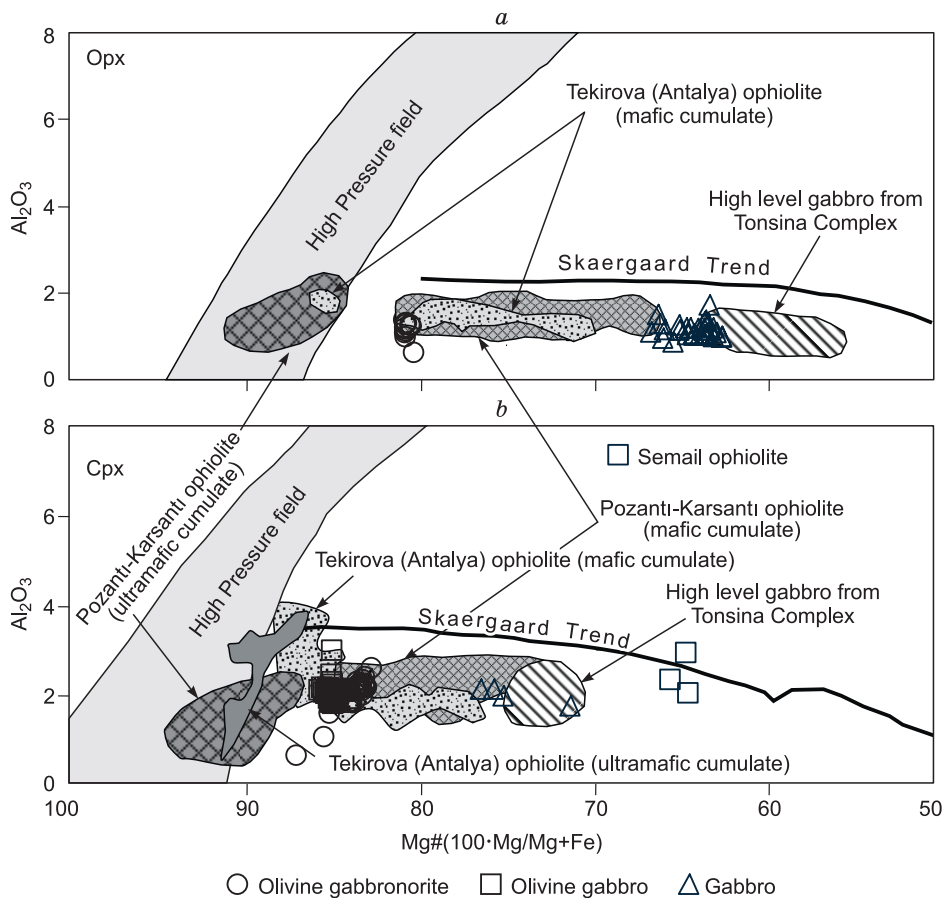 a
8
6
4
2
0
Al₂O₃
Opx
High Pressure field
Tekirova (Antalya) ophiolite
(mafic cumulate)
High level gabbro from
Tonsina Complex
Skaergaard Trend
b
8
6
4
2
0
Al₂O₃
Cpx
High Pressure field
Pozantı-Karsantı ophiolite
(ultramafic cumulate)
Semail ophiolite
Pozantı-Karsantı ophiolite
(mafic cumulate)
Tekirova (Antalya) ophiolite (mafic cumulate)
High level gabbro from
Tonsina Complex
Skaergaard Trend
Tekirova (Antalya) ophiolite (ultramafic cumulate)
100 90 80 70 60 50
Mg#(100·Mg/Mg+Fe)
Olivine gabbronorite Olivine gabbro Gabbro